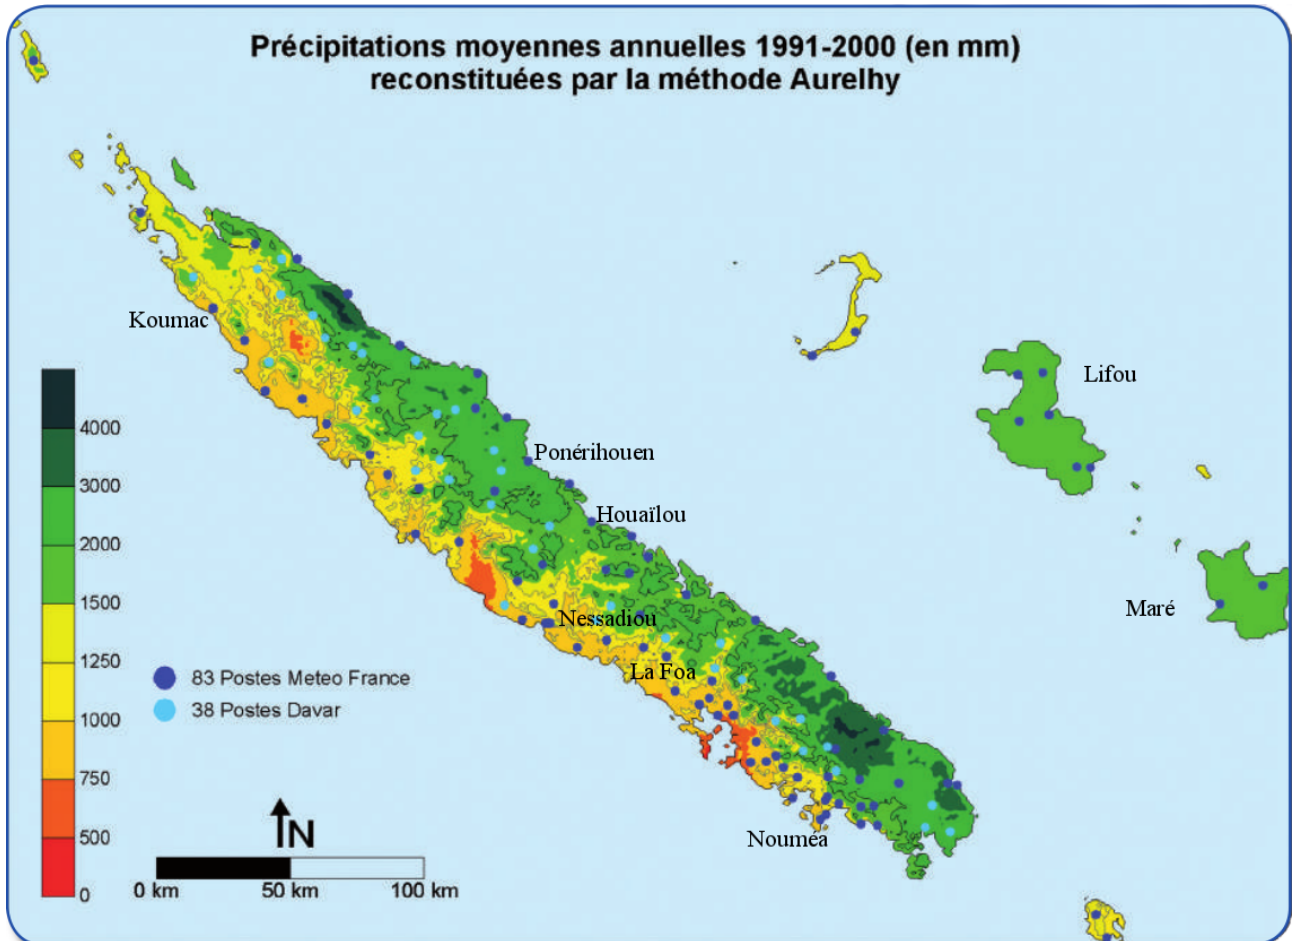 Précipitations moyennes annuelles 1991-2000 (en mm)
reconstituées par la méthode Aurelhy
Koumac
Lifou
4000
Ponérihouen
3000
Houaïlou
2000
1500
Maré
Nessadiou
1250
La Foa
83 Postes Meteo France
38 Postes Davar
1000
750
500
N
Nouméa
0
0 km
50 km
100 km